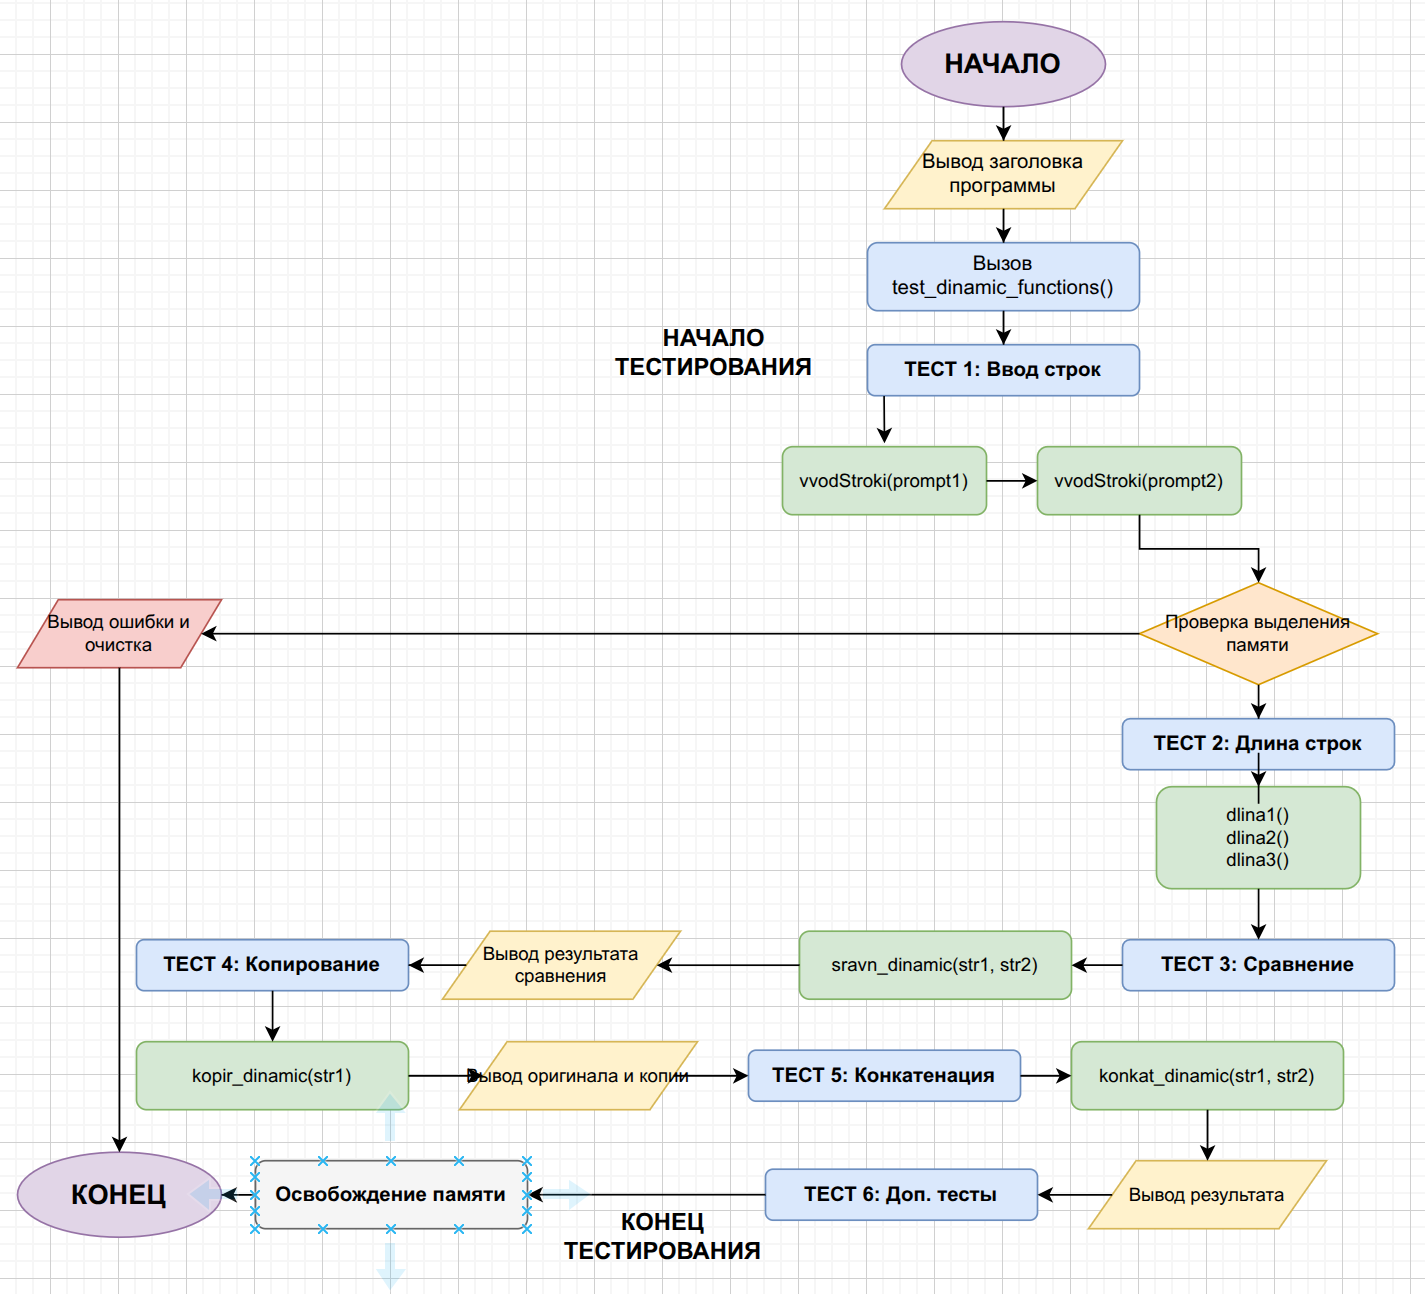 НАЧАЛО
Вывод заголовка
программы
Вызов
test_dinamic_functions()
НАЧАЛО
ТЕСТИРОВАНИЯ
ТЕСТ 1: Ввод строк
vvodStroki(prompt1)
vvodStroki(prompt2)
Проверка выделения
памяти
Вывод ошибки и
очистка
ТЕСТ 2: Длина строк
dlina1()
dlina2()
dlina3()
ТЕСТ 3: Сравнение
sravn_dinamic(str1, str2)
Вывод результата
сравнения
ТЕСТ 4: Копирование
kopir_dinamic(str1)
Вывод оригинала и копии
ТЕСТ 5: Конкатенация
konkat_dinamic(str1, str2)
Вывод результата
ТЕСТ 6: Доп. тесты
КОНЕЦ
ТЕСТИРОВАНИЯ
Освобождение памяти
КОНЕЦ